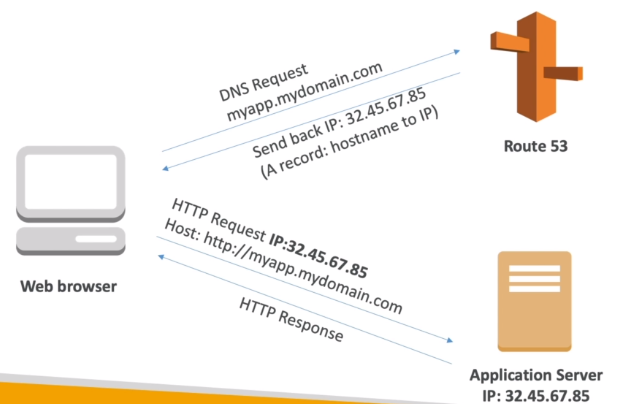 DNS Request
myapp.mydomain.com
Send back IP: 32.45.67.85
(A record: hostname to IP)
Route 53
Web browser
HTTP Request IP:32.45.67.85
Host: http://myapp.mydomain.com
HTTP Response
Application Server
IP: 32.45.67.85